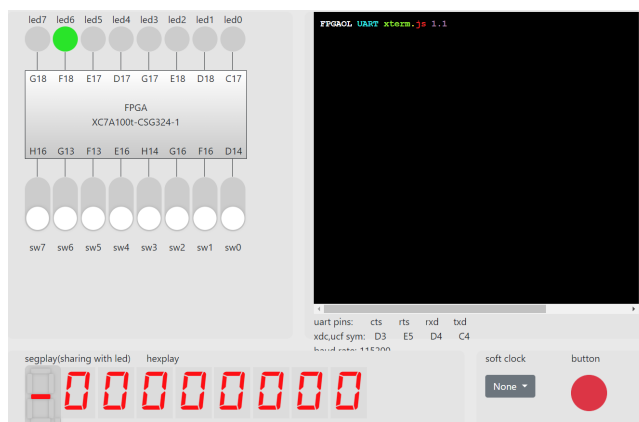 led7 led6 led5 led4 led3 led2 led1 led0
G18 F18 E17 D17 G17 E18 D18 C17
FPGA
XC7A100t-CSG324-1
H16 G13 F13 E16 H14 G16 F16 D14
sw7 sw6 sw5 sw4 sw3 sw2 sw1 sw0
FPGAOL UART xterm.js 1.1
uart pins: cts rts rxd txd
xdc,ucf sym: D3 E5 D4 C4
baud rate: 115200
segplay(sharing with led) hexplay
00000000
soft clock button
None